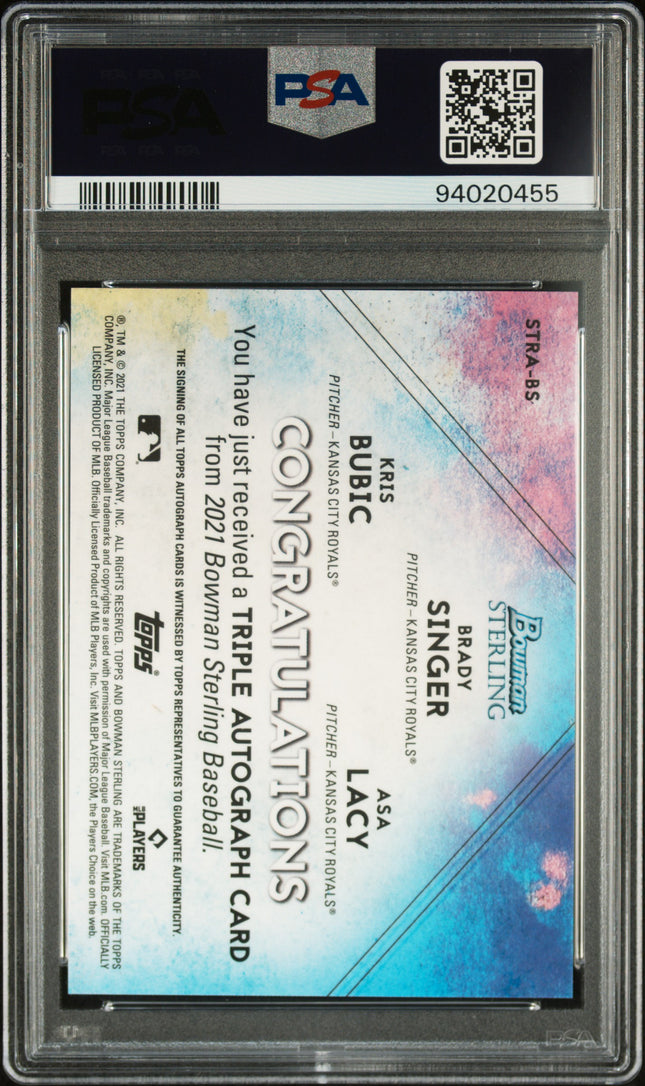 PSA
94020455
STRA-BS
Bowman
STERLING
BRADY
SINGER
PITCHER – KANSAS CITY ROYALS®
KRIS
BUBIC
PITCHER – KANSAS CITY ROYALS®
ASA
LACY
PITCHER – KANSAS CITY ROYALS®
CONGRATULATIONS
You have just received a TRIPLE AUTOGRAPH CARD
from 2021 Bowman Sterling Baseball.
THE SIGNING OF ALL TOPPS AUTOGRAPH CARDS IS WITNESSED BY TOPPS REPRESENTATIVES TO GUARANTEE AUTHENTICITY.
topps®
MLB PLAYERS
®, TM & © 2021 THE TOPPS COMPANY, INC. ALL RIGHTS RESERVED. TOPPS AND BOWMAN STERLING ARE TRADEMARKS OF THE TOPPS
COMPANY, INC. Major League Baseball trademarks and copyrights are used with permission of Major League Baseball. Visit MLB.com. OFFICIALLY
LICENSED PRODUCT OF MLB. Officially Licensed Product of MLB Players, Inc. Visit MLBPLAYERS.COM, the Players Choice on the web.
PSA